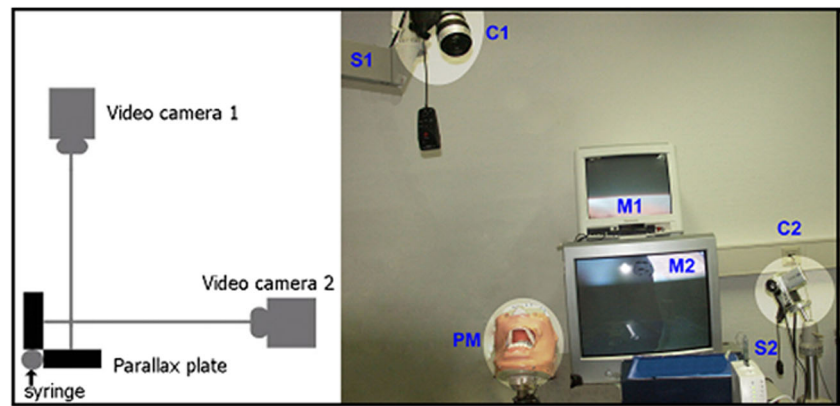 Video camera 1
Video camera 2
Parallax plate
syringe
C1
S1
M1
C2
M2
PM
S2